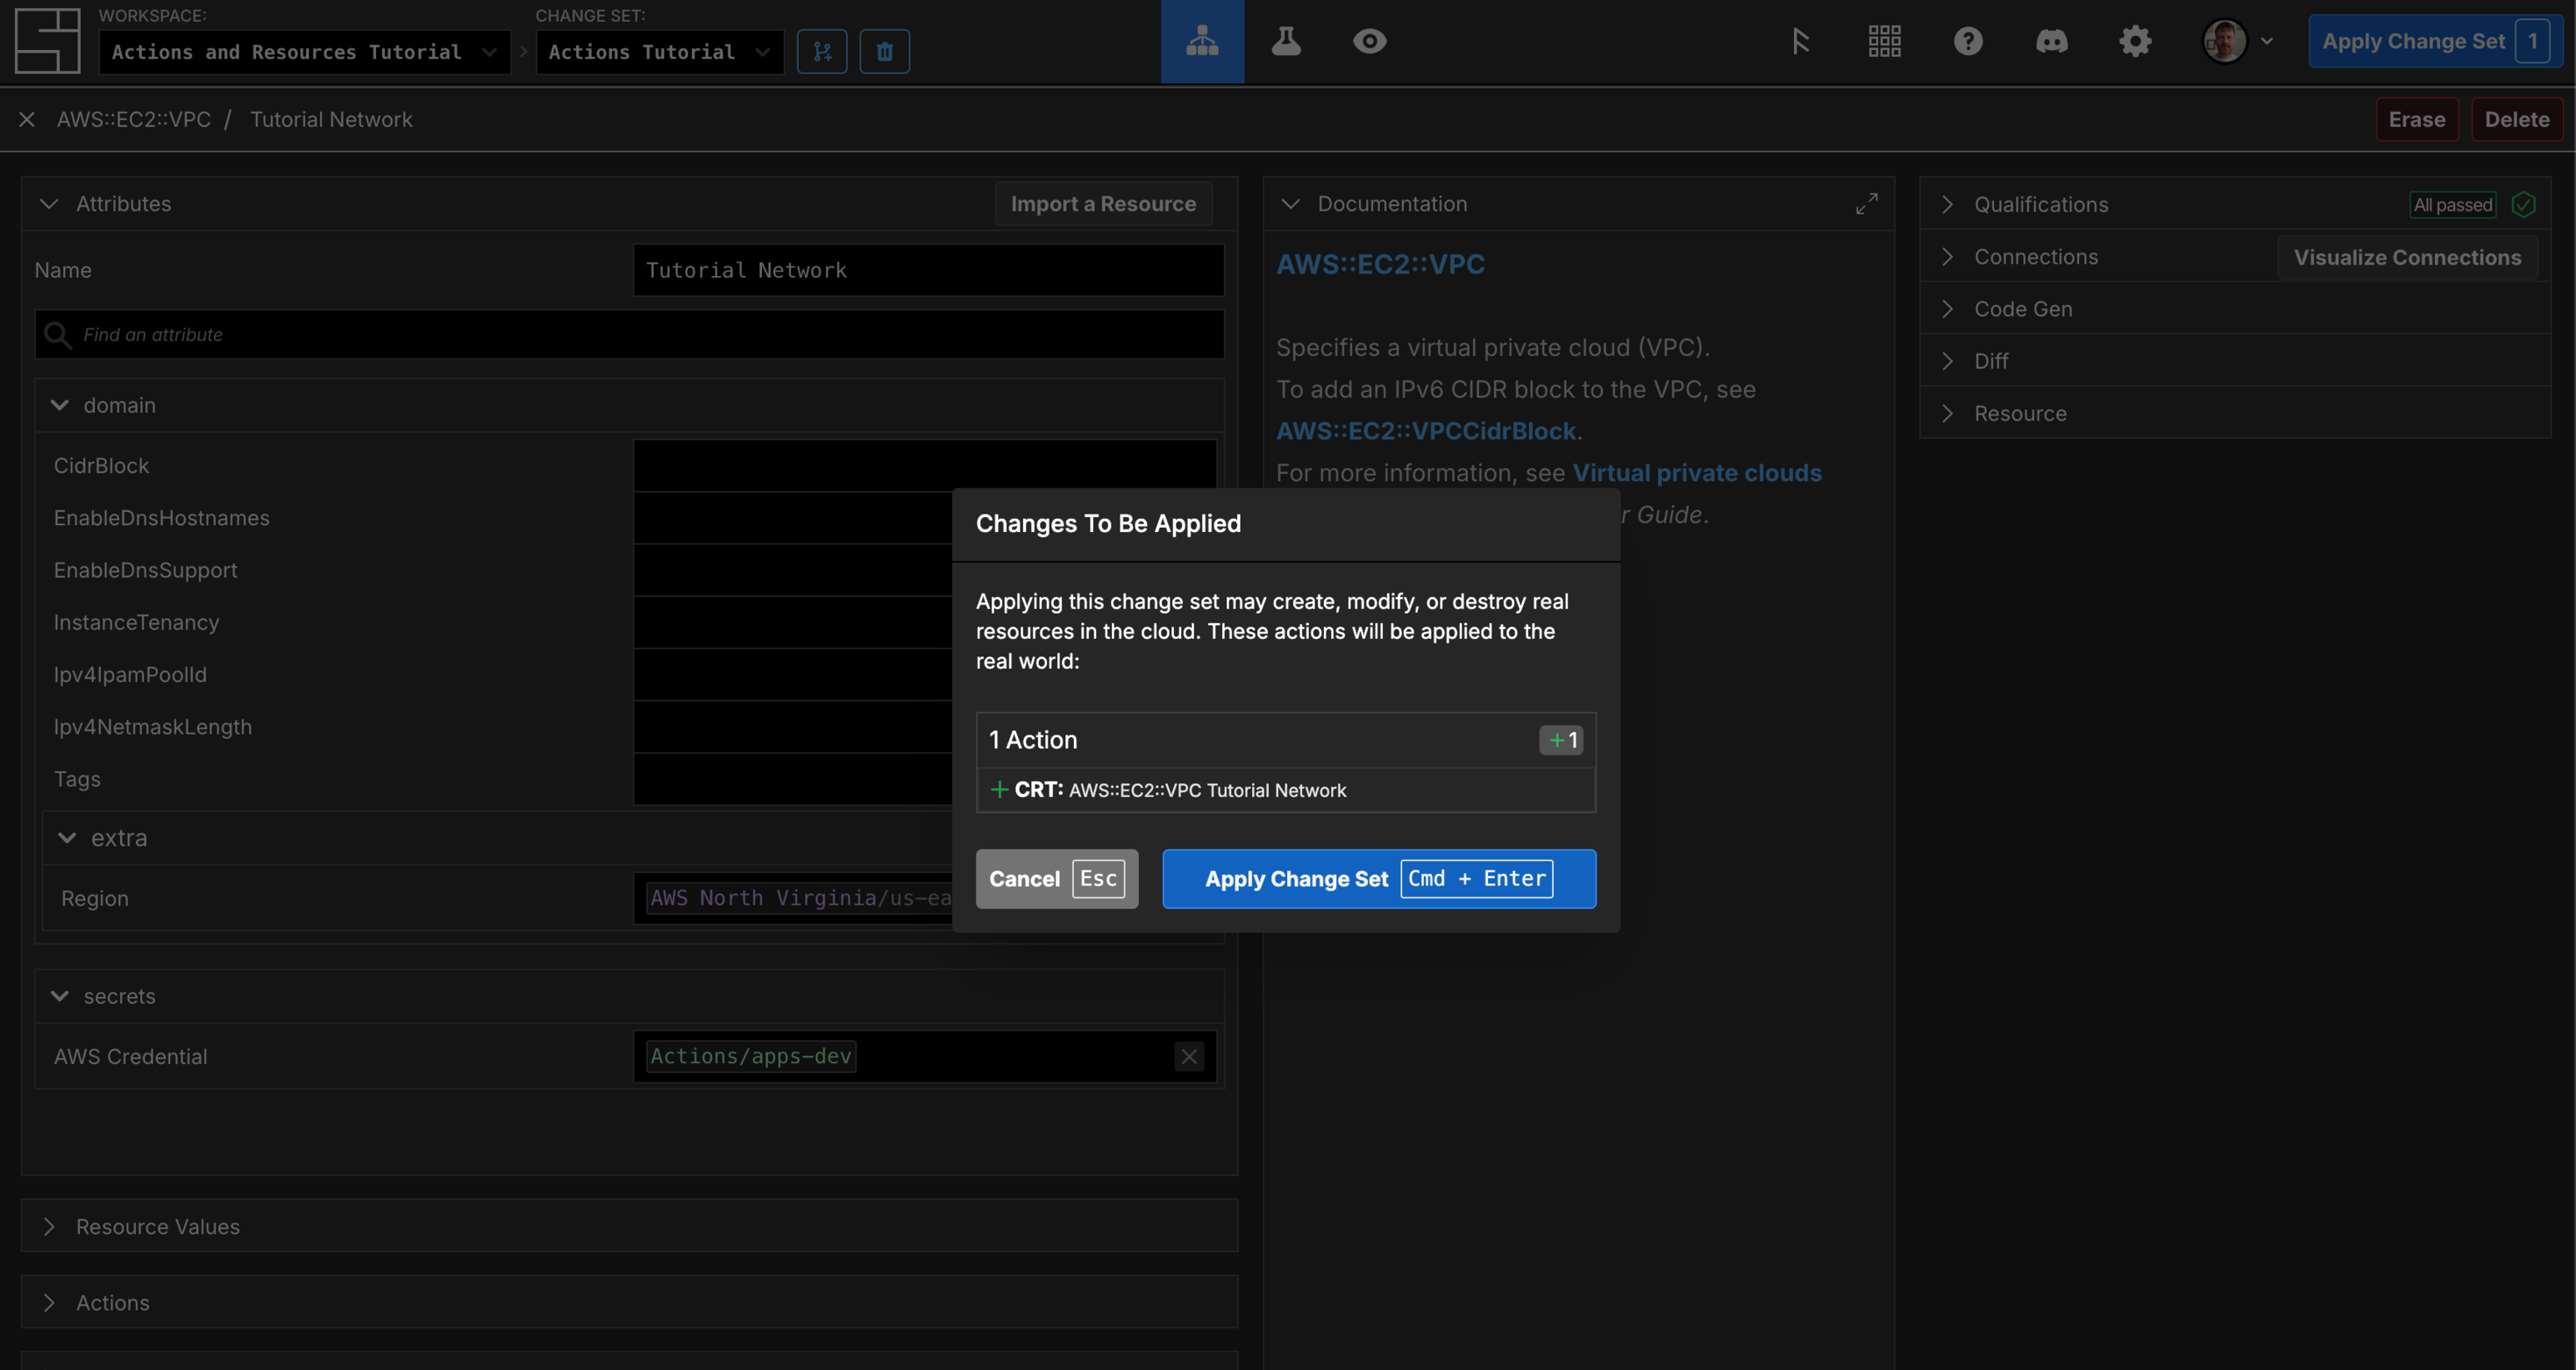 WORKSPACE:
Actions and Resources Tutorial
CHANGE SET:
Actions Tutorial
Apply Change Set 1
AWS::EC2::VPC / Tutorial Network
Erase
Delete
Attributes
Import a Resource
Name
Tutorial Network
Find an attribute
domain
CidrBlock
EnableDnsHostnames
EnableDnsSupport
InstanceTenancy
Ipv4IpamPoolId
Ipv4NetmaskLength
Tags
extra
Region
AWS North Virginia/us-ea
secrets
AWS Credential
Actions/apps-dev
Resource Values
Actions
Documentation
AWS::EC2::VPC
Specifies a virtual private cloud (VPC).
To add an IPv6 CIDR block to the VPC, see
AWS::EC2::VPCCidrBlock.
For more information, see Virtual private clouds
r Guide.
Qualifications
All passed
Connections
Visualize Connections
Code Gen
Diff
Resource
Changes To Be Applied
Applying this change set may create, modify, or destroy real
resources in the cloud. These actions will be applied to the
real world:
1 Action
+1
+ CRT: AWS::EC2::VPC Tutorial Network
Cancel Esc
Apply Change Set Cmd + Enter